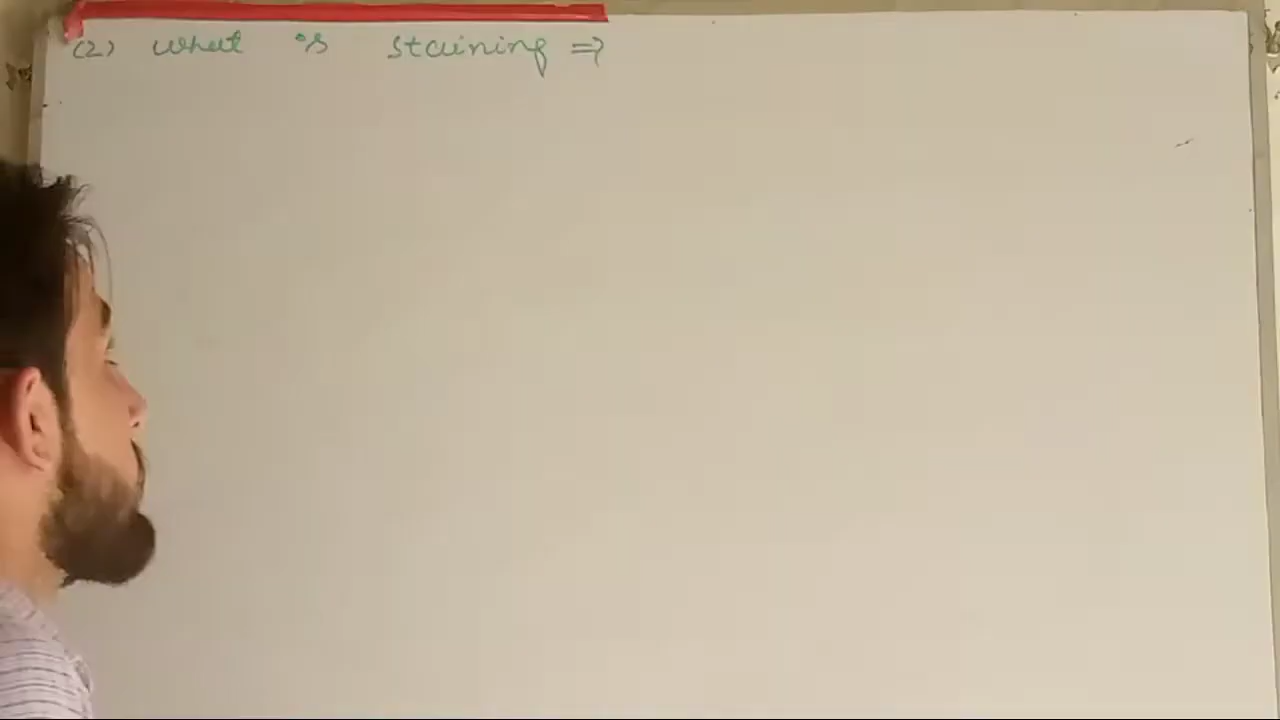 (2) what is staining ⇒